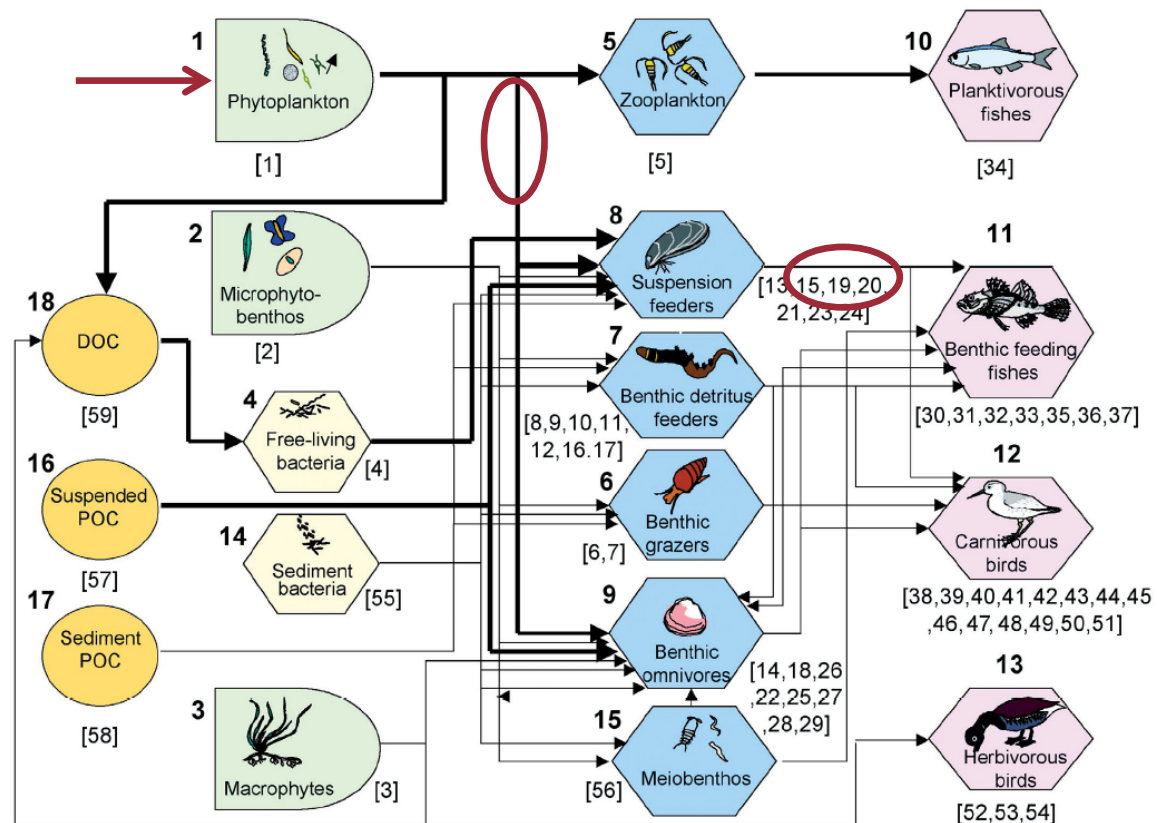 1
Phytoplankton
[1]
5
Zooplankton
[5]
10
Planktivorous
fishes
[34]
2
Microphyto-
benthos
[2]
8
Suspension
feeders
[13,15,19,20,
21,23,24]
11
Benthic feeding
fishes
[30,31,32,33,35,36,37]
18
DOC
[59]
4
Free-living
bacteria
[4]
7
Benthic detritus
feeders
[8,9,10,11,
12,16.17]
16
Suspended
POC
[57]
14
Sediment
bacteria
[55]
6
Benthic
grazers
[6,7]
12
Carnivorous
birds
[38,39,40,41,42,43,44,45
,46,47,48,49,50,51]
17
Sediment
POC
[58]
9
Benthic
omnivores
[14,18,26
,22,25,27
,28,29]
3
Macrophytes
[3]
15
Meiobenthos
[56]
13
Herbivorous
birds
[52,53,54]